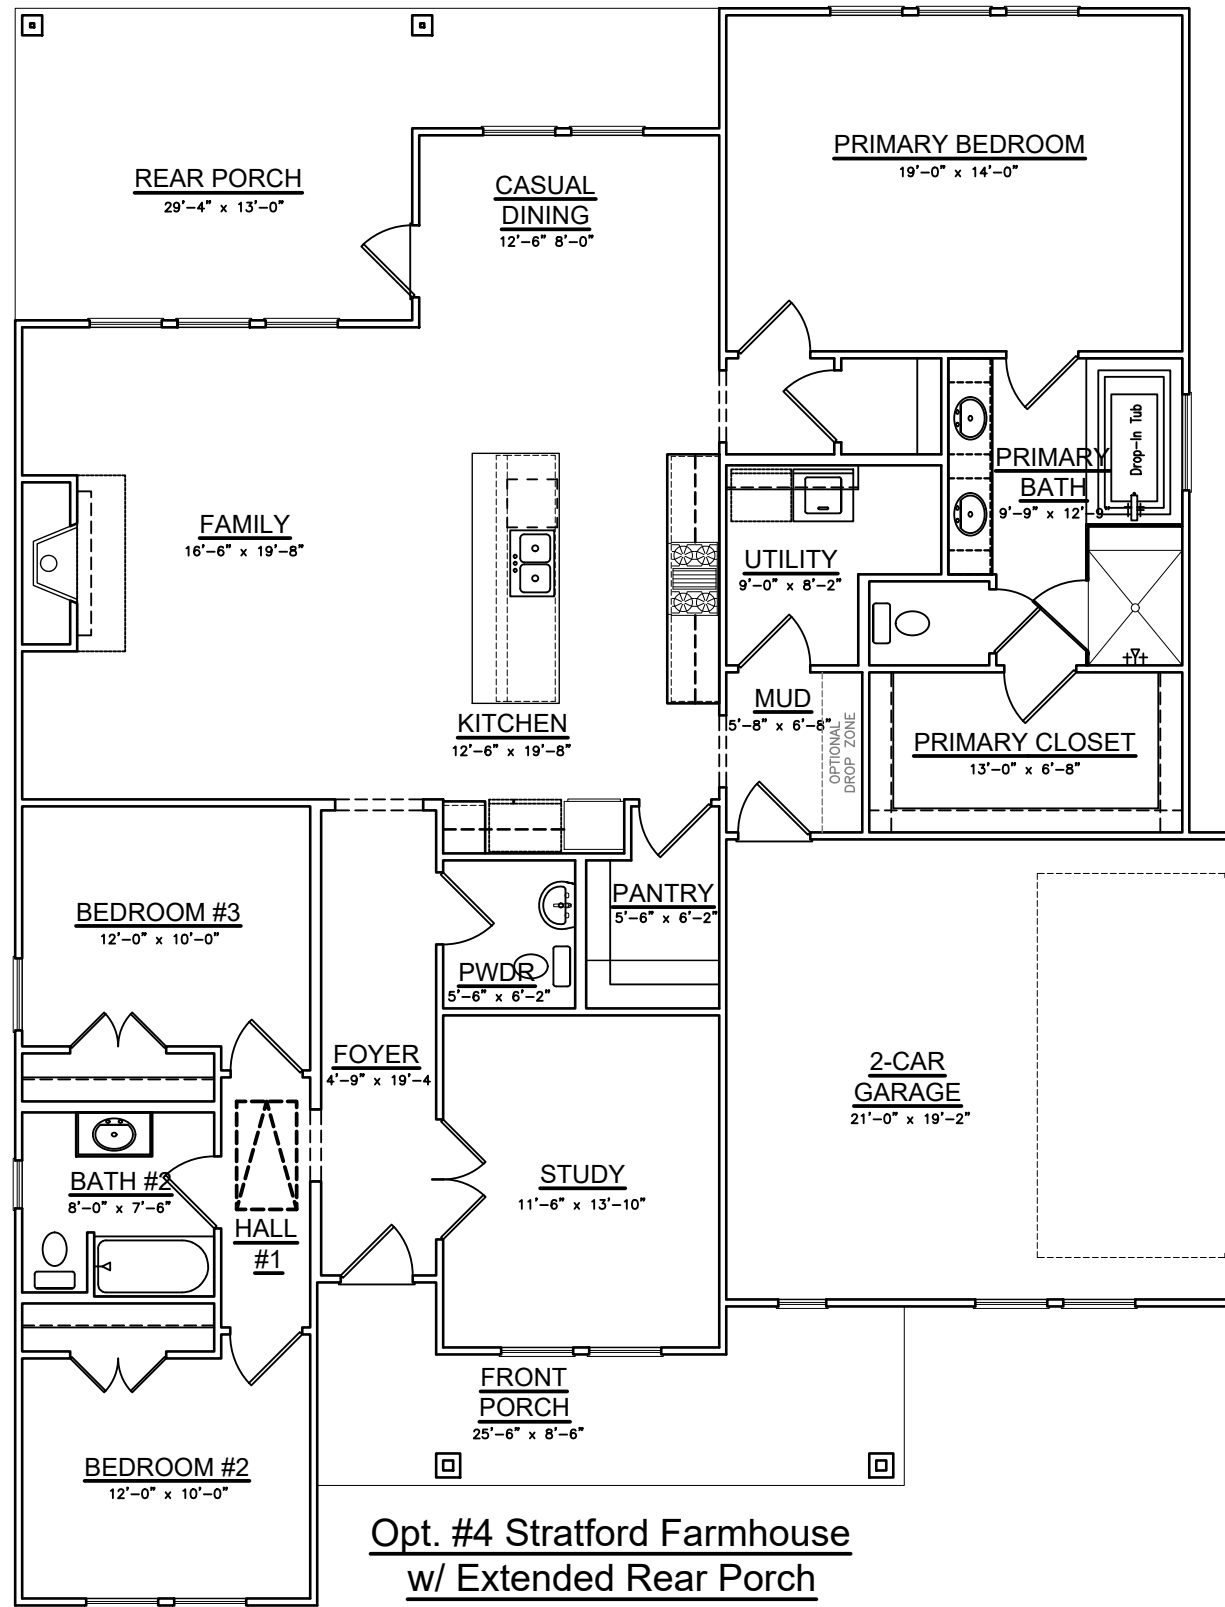 PRIMARY BEDROOM
19'-0" x 14'-0"
REAR PORCH
29'-4" x 13'-0"
CASUAL
DINING
12'-6" 8'-0"
Drop-In Tub
PRIMARY
BATH
9'-9" x 12'-9"
FAMILY
16'-6" x 19'-8"
UTILITY
9'-0" x 8'-2"
MUD
5'-8" x 6'-8"
OPTIONAL
DROP ZONE
KITCHEN
12'-6" x 19'-8"
PRIMARY CLOSET
13'-0" x 6'-8"
PANTRY
5'-6" x 6'-2"
BEDROOM #3
12'-0" x 10'-0"
PWDR
5'-6" x 6'-2"
FOYER
4'-9" x 19'-4
2-CAR
GARAGE
21'-0" x 19'-2"
STUDY
11'-6" x 13'-10"
BATH #2
8'-0" x 7'-6"
HALL
#1
FRONT
PORCH
25'-6" x 8'-6"
BEDROOM #2
12'-0" x 10'-0"
Opt. #4 Stratford Farmhouse
w/ Extended Rear Porch